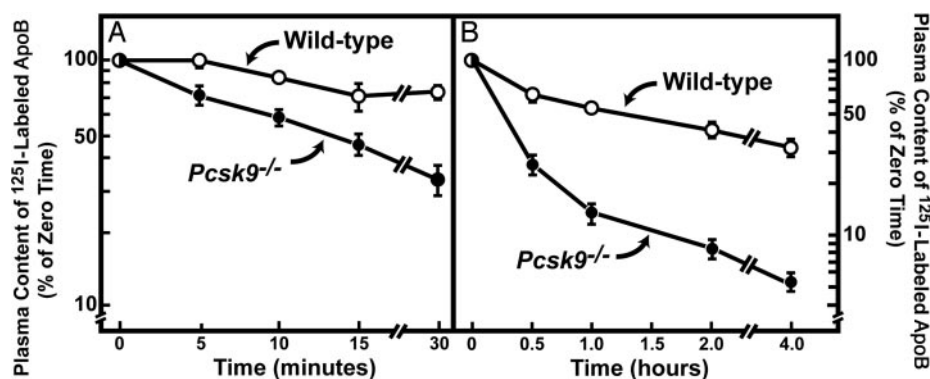 Plasma Content of ¹²⁵I-Labeled ApoB
(% of Zero Time)
A
100
50
10
Wild-type
Pcsk9⁻/⁻
0 5 10 15 30
Time (minutes)
B
Wild-type
Pcsk9⁻/⁻
0 0.5 1.0 1.5 2.0 4.0
Time (hours)
100
50
10
Plasma Content of ¹²⁵I-Labeled ApoB
(% of Zero Time)